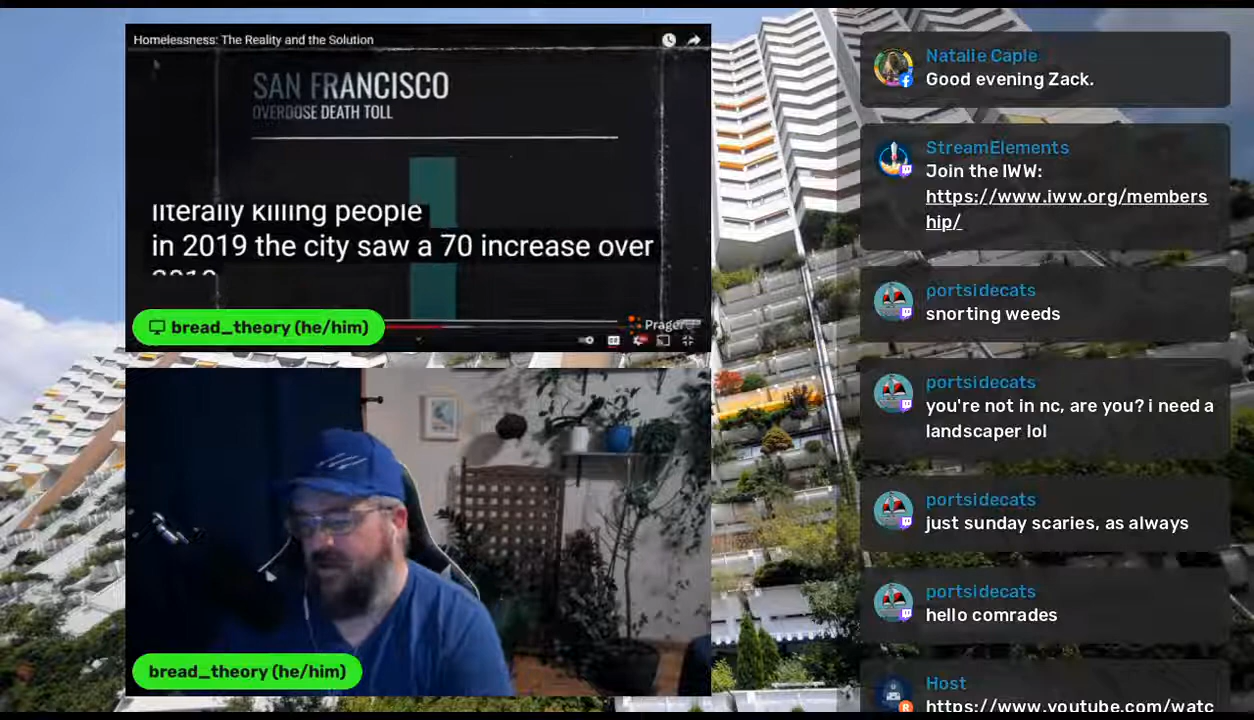 Homelessness: The Reality and the Solution
SAN FRANCISCO
OVERDOSE DEATH TOLL
literally killing people
in 2019 the city saw a 70 increase over
bread_theory (he/him)
Prager
bread_theory (he/him)
Natalie Caple
Good evening Zack.
StreamElements
Join the IWW:
https://www.iww.org/members
hip/
portsidecats
snorting weeds
portsidecats
you're not in nc, are you? i need a
landscaper lol
portsidecats
just sunday scaries, as always
portsidecats
hello comrades
Host
https://www.youtube.com/watc